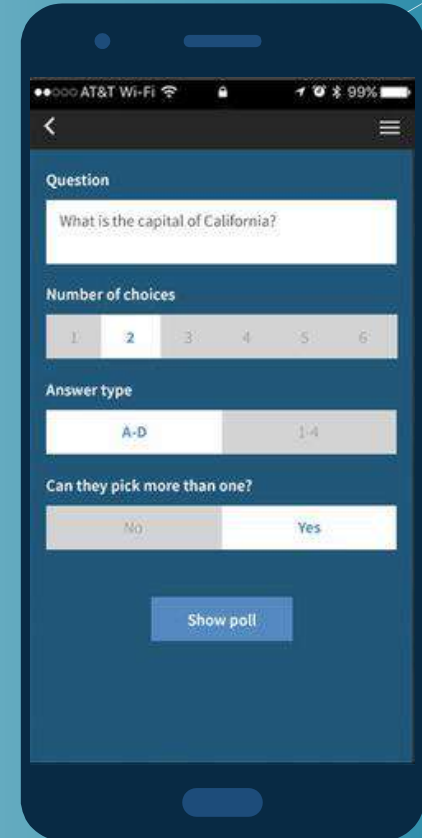 AT&T Wi-Fi 99%
Question
What is the capital of California?
Number of choices
1 2 3 4 5 6
Answer type
A-D 1-4
Can they pick more than one?
No Yes
Show poll